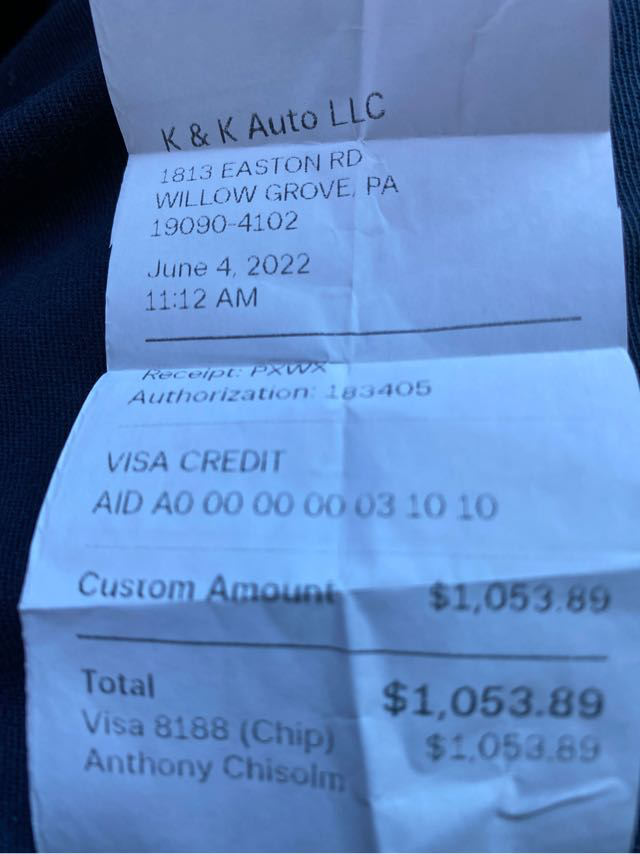 K & K Auto LLC
1813 EASTON RD
WILLOW GROVE, PA
19090-4102
June 4, 2022
11:12 AM
Receipt: PXWX
Authorization: 183405
VISA CREDIT
AID A0 00 00 00 03 10 10
Custom Amount $1,053.89
Total $1,053.89
Visa 8188 (Chip) $1,053.89
Anthony Chisolm